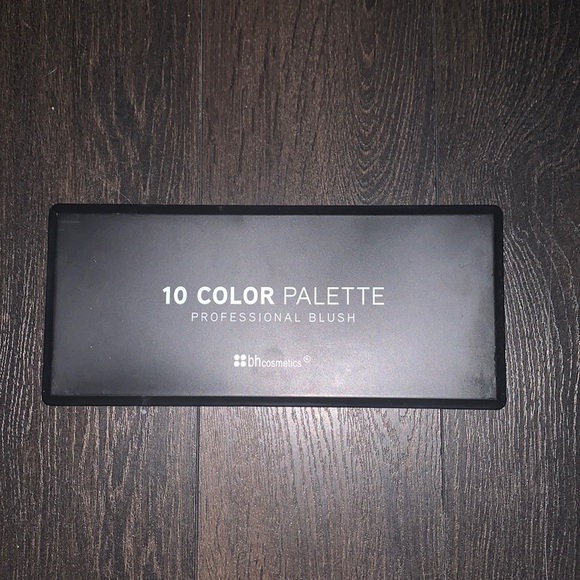 10 COLOR PALETTE
PROFESSIONAL BLUSH
bhcosmetics®